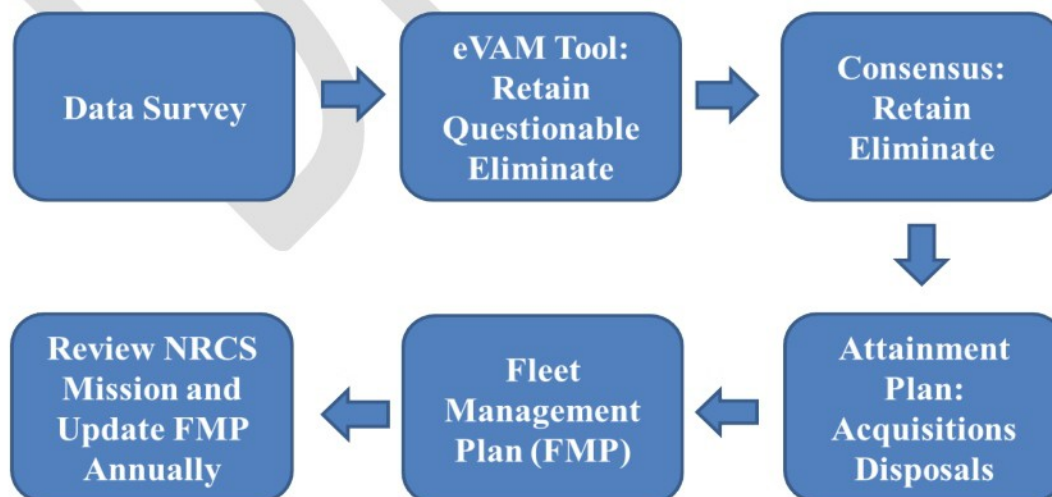 Data Survey
eVAM Tool:
Retain
Questionable
Eliminate
Consensus:
Retain
Eliminate
Attainment
Plan:
Acquisitions
Disposals
Fleet
Management
Plan (FMP)
Review NRCS
Mission and
Update FMP
Annually